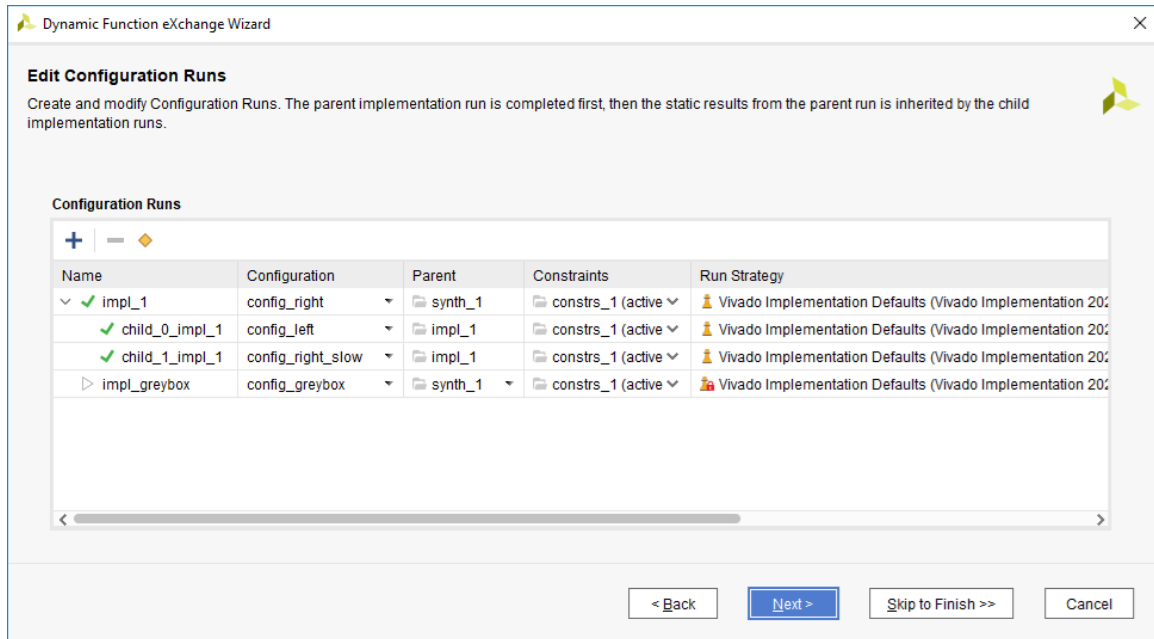 Dynamic Function eXchange Wizard
Edit Configuration Runs
Create and modify Configuration Runs. The parent implementation run is completed first, then the static results from the parent run is inherited by the child
implementation runs.
Configuration Runs
Name Configuration Parent Constraints Run Strategy
impl_1 config_right synth_1 constrs_1 (active Vivado Implementation Defaults (Vivado Implementation 202
child_0_impl_1 config_left impl_1 constrs_1 (active Vivado Implementation Defaults (Vivado Implementation 202
child_1_impl_1 config_right_slow impl_1 constrs_1 (active Vivado Implementation Defaults (Vivado Implementation 202
impl_greybox config_greybox synth_1 constrs_1 (active Vivado Implementation Defaults (Vivado Implementation 202
< Back Next > Skip to Finish >> Cancel